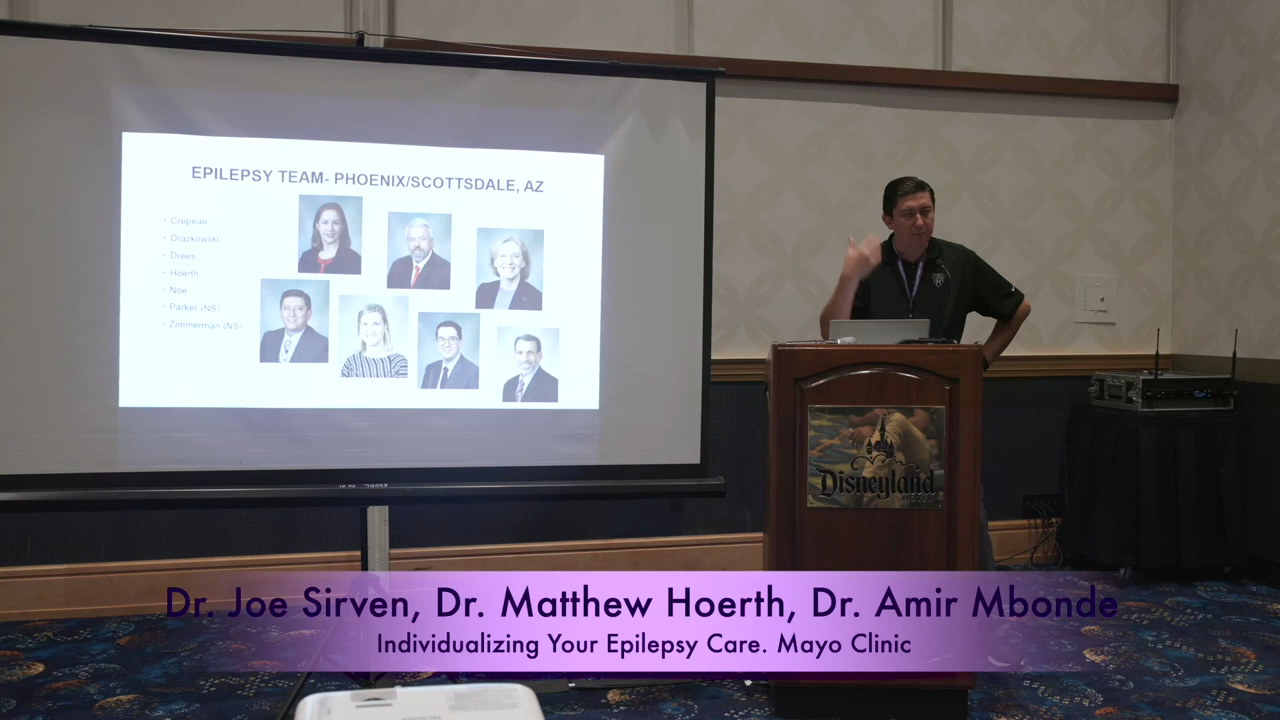 EPILEPSY TEAM- PHOENIX/SCOTTSDALE, AZ
• Crepeau
• Drazkowski
• Drees
• Hoerth
• Noe
• Parker (NS)
• Zimmerman (NS)
Disneyland
Dr. Joe Sirven, Dr. Matthew Hoerth, Dr. Amir Mbonde
Individualizing Your Epilepsy Care. Mayo Clinic